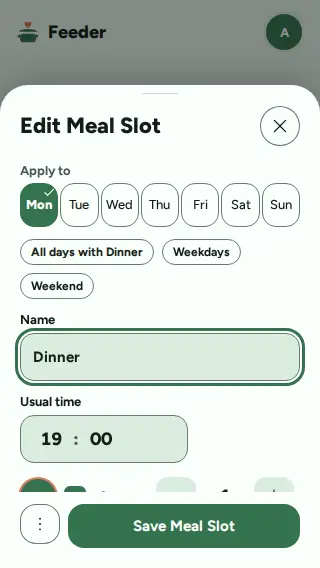 Feeder
A
Edit Meal Slot
Apply to
Mon Tue Wed Thu Fri Sat Sun
All days with Dinner Weekdays
Weekend
Name
Dinner
Usual time
19 : 00
Save Meal Slot